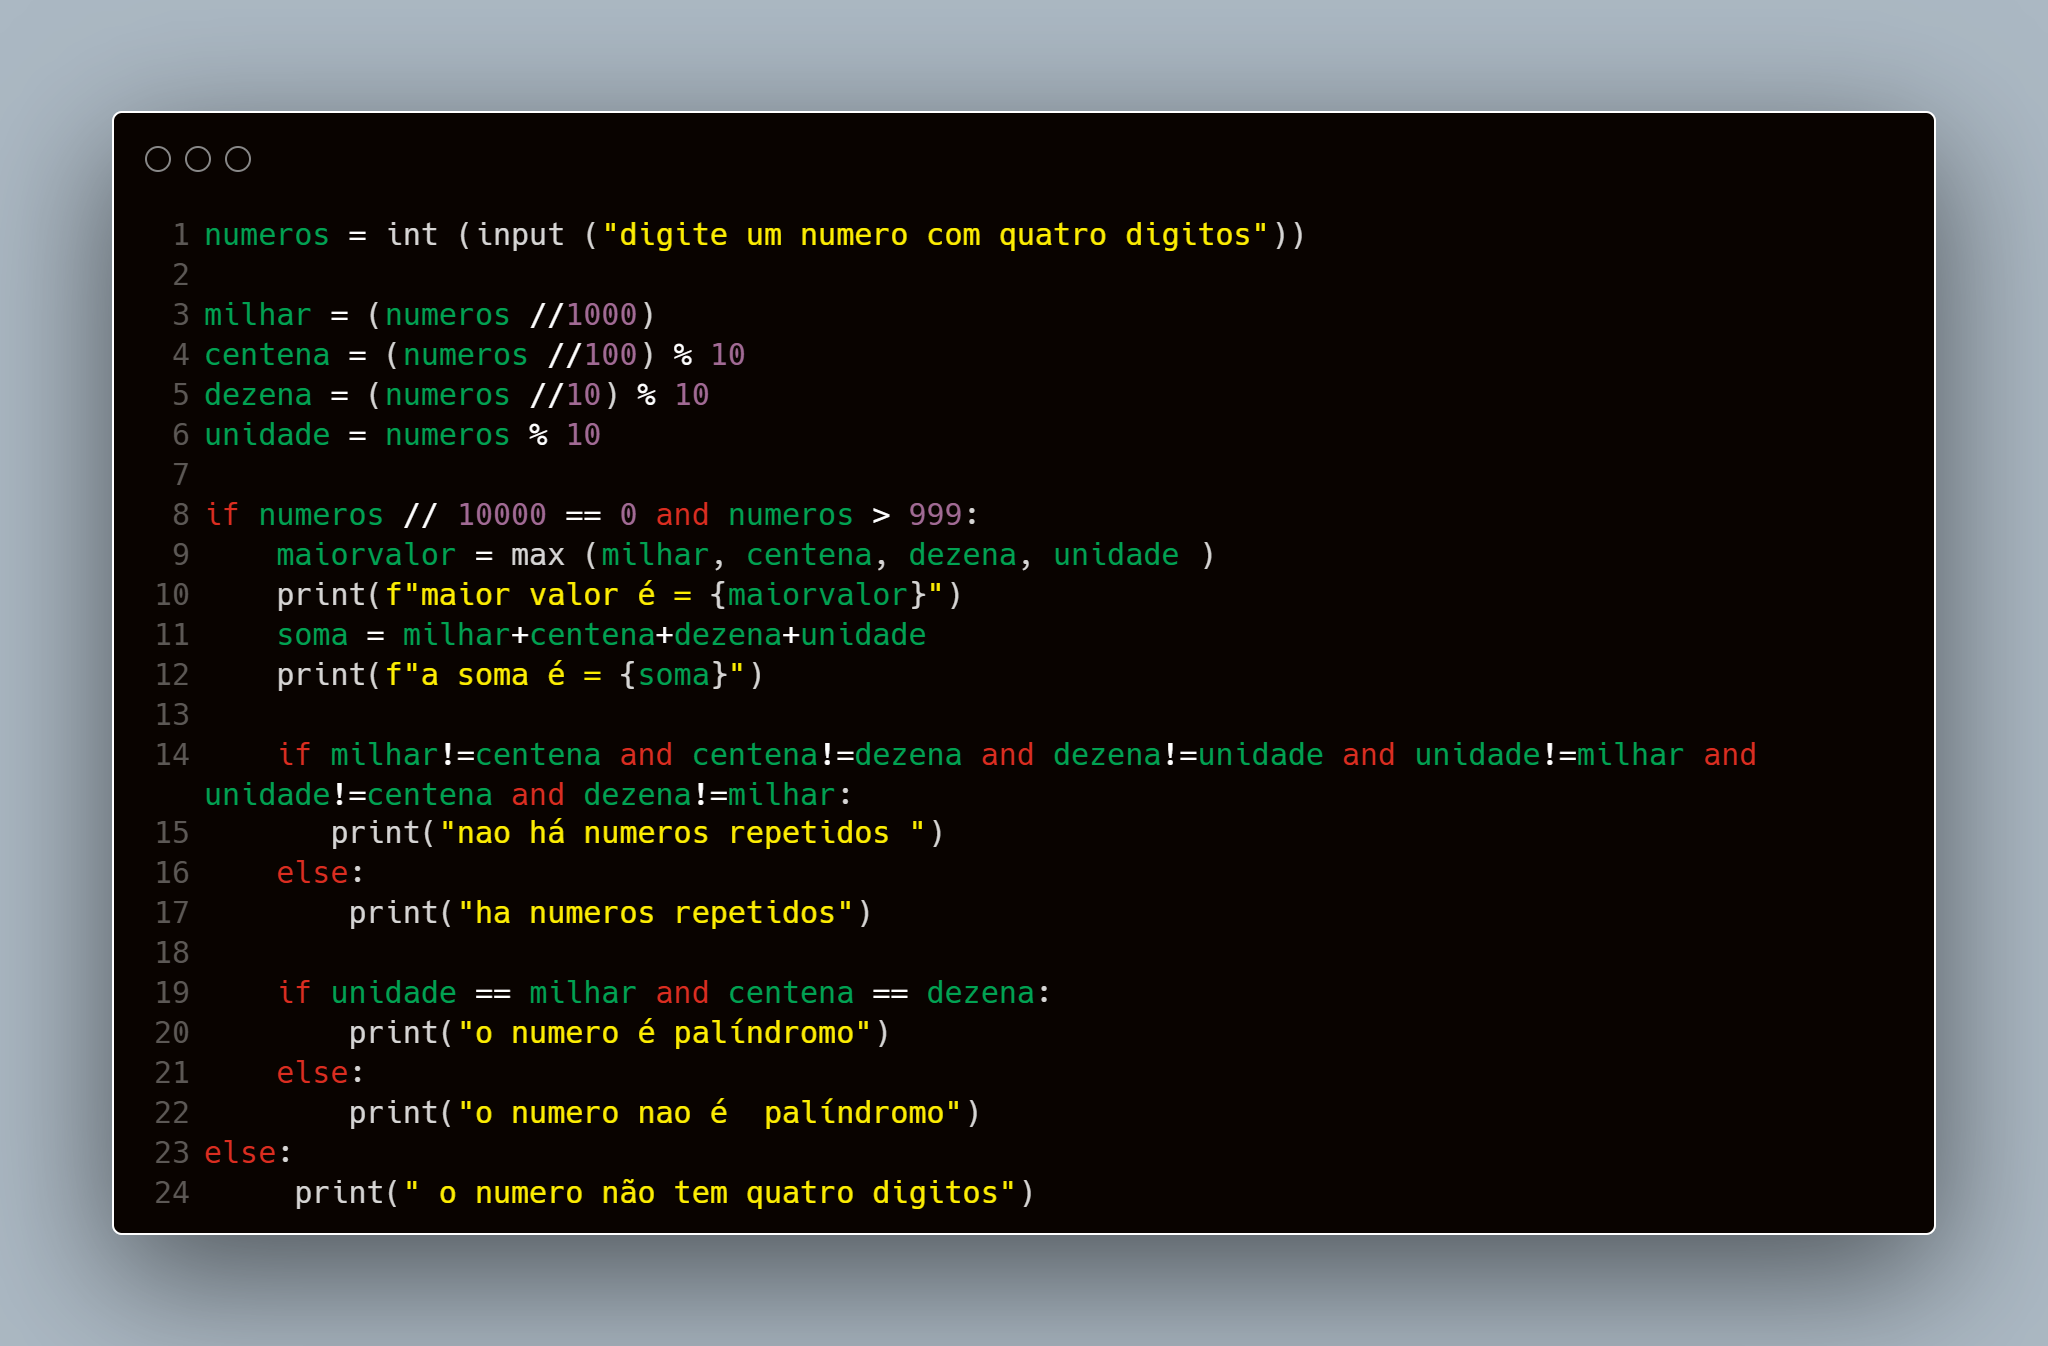 1 numeros = int (input ("digite um numero com quatro digitos"))
2
3 milhar = (numeros //1000)
4 centena = (numeros //100) % 10
5 dezena = (numeros //10) % 10
6 unidade = numeros % 10
7
8 if numeros // 10000 == 0 and numeros > 999:
9     maiorvalor = max (milhar, centena, dezena, unidade )
10     print(f"maior valor é = {maiorvalor}")
11     soma = milhar+centena+dezena+unidade
12     print(f"a soma é = {soma}")
13
14     if milhar!=centena and centena!=dezena and dezena!=unidade and unidade!=milhar and
unidade!=centena and dezena!=milhar:
15        print("nao há numeros repetidos ")
16     else:
17         print("ha numeros repetidos")
18
19     if unidade == milhar and centena == dezena:
20         print("o numero é palíndromo")
21     else:
22         print("o numero nao é  palíndromo")
23 else:
24      print(" o numero não tem quatro digitos")